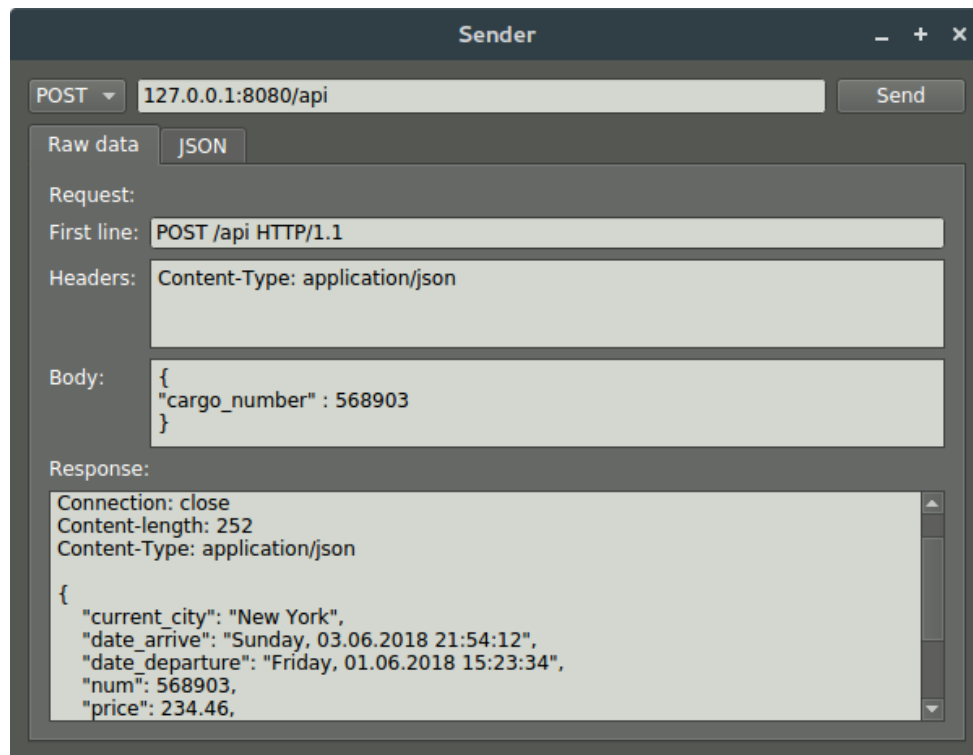 Sender
POST 127.0.0.1:8080/api Send
Raw data JSON
Request:
First line: POST /api HTTP/1.1
Headers: Content-Type: application/json
Body: {
"cargo_number" : 568903
}
Response:
Connection: close
Content-length: 252
Content-Type: application/json
{
"current_city": "New York",
"date_arrive": "Sunday, 03.06.2018 21:54:12",
"date_departure": "Friday, 01.06.2018 15:23:34",
"num": 568903,
"price": 234.46,